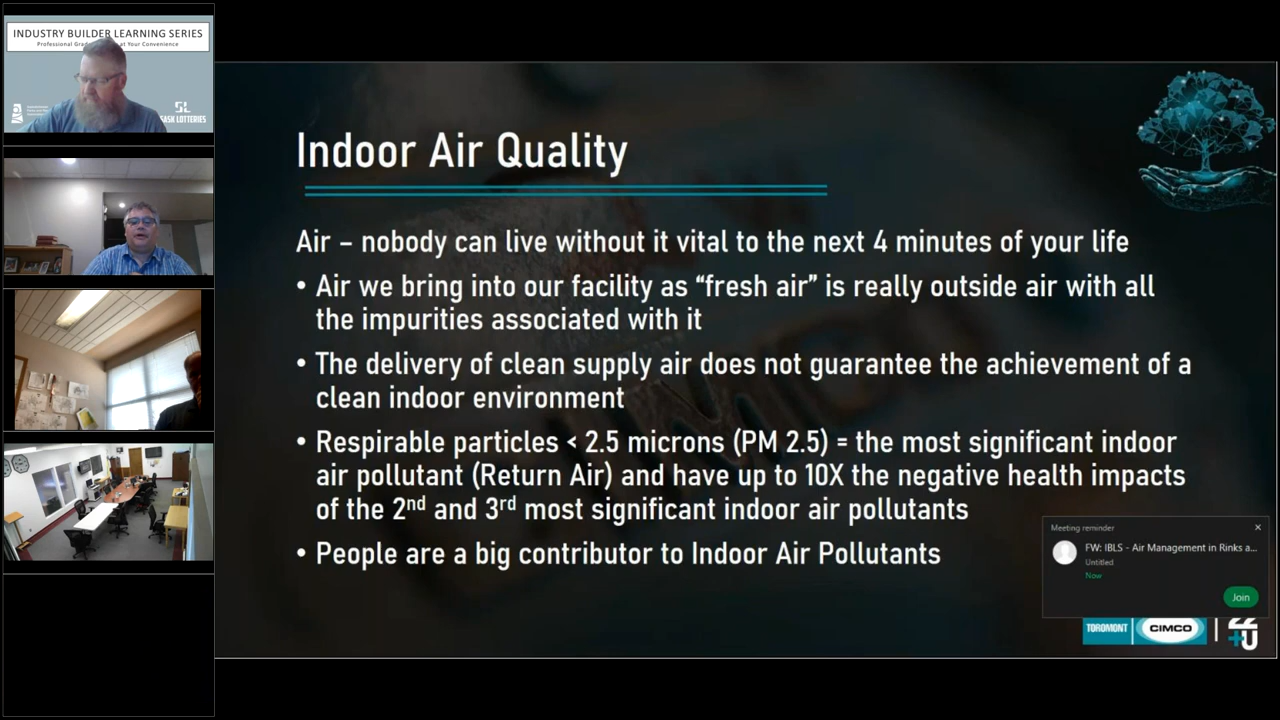 INDUSTRY BUILDER LEARNING SERIES
at Your Convenience
SL
SASK LOTTERIES
Indoor Air Quality
Air – nobody can live without it vital to the next 4 minutes of your life
• Air we bring into our facility as “fresh air” is really outside air with all
the impurities associated with it
• The delivery of clean supply air does not guarantee the achievement of a
clean indoor environment
• Respirable particles < 2.5 microns (PM 2.5) = the most significant indoor
air pollutant (Return Air) and have up to 10X the negative health impacts
of the 2nd and 3rd most significant indoor air pollutants
• People are a big contributor to Indoor Air Pollutants
Meeting reminder
FW: IBLS - Air Management in Rinks a...
Untitled
Now
Join
TOROMONT CIMCO